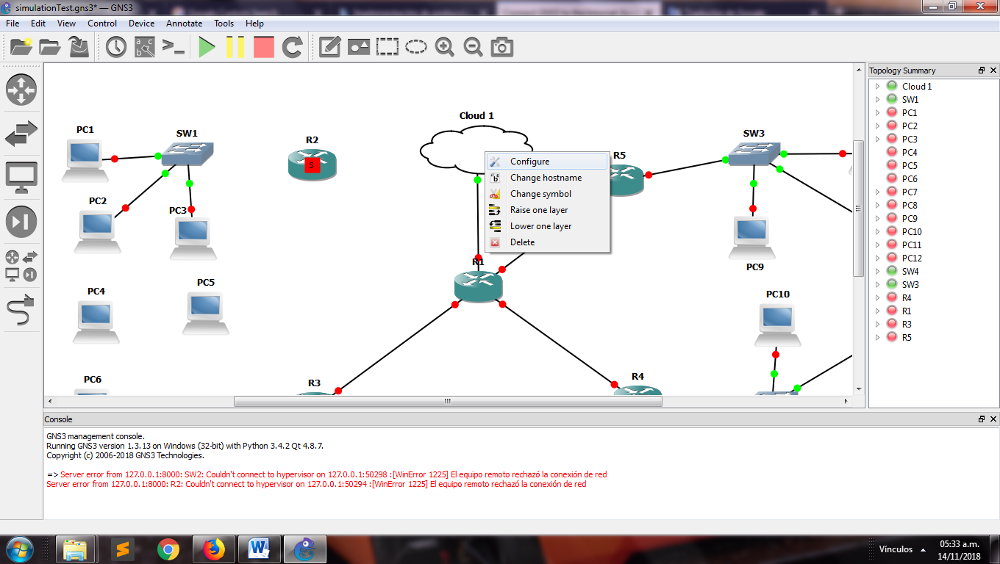 simulationTest.gns3* — GNS3
File Edit View Control Device Annotate Tools Help
Topology Summary
Cloud 1
SW1
PC1
PC2
PC3
PC4
PC5
PC6
PC7
PC8
PC9
PC10
PC11
PC12
SW4
SW3
R4
R1
R3
R5
Cloud 1
PC1
SW1
R2
S
R5
SW3
Configure
Change hostname
Change symbol
Raise one layer
Lower one layer
Delete
PC2
PC3
R1
PC9
PC5
PC4
PC10
PC6
R3
R4
Console
GNS3 management console.
Running GNS3 version 1.3.13 on Windows (32-bit) with Python 3.4.2 Qt 4.8.7.
Copyright (c) 2006-2018 GNS3 Technologies.
=> Server error from 127.0.0.1:8000: SW2: Couldn't connect to hypervisor on 127.0.0.1:50298 :[WinError 1225] El equipo remoto rechazó la conexión de red
Server error from 127.0.0.1:8000: R2: Couldn't connect to hypervisor on 127.0.0.1:50294 :[WinError 1225] El equipo remoto rechazó la conexión de red
Vínculos
05:33 a.m.
14/11/2018